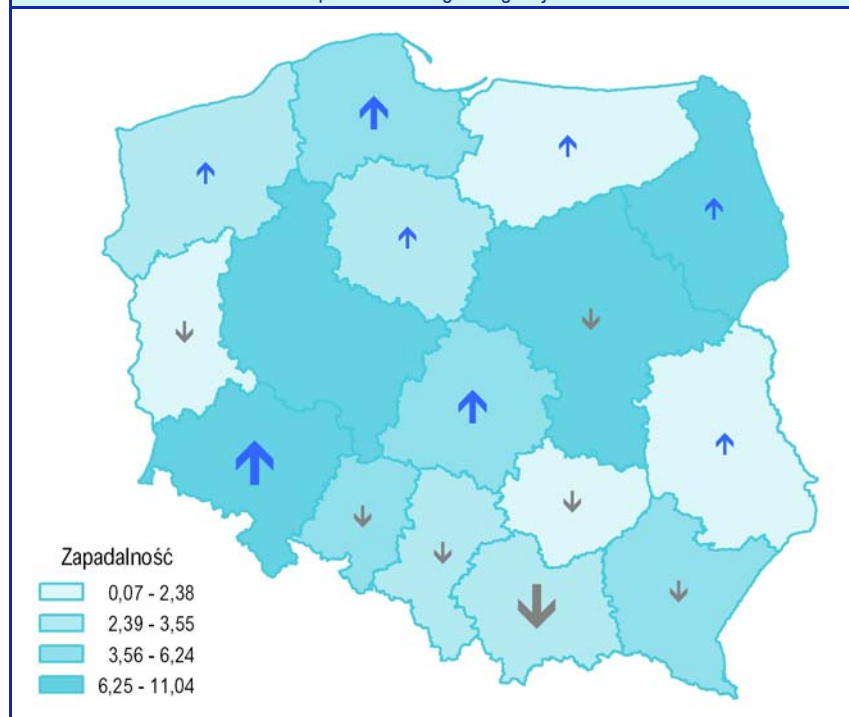 Zapadalność
0,07 - 2,38
2,39 - 3,55
3,56 - 6,24
6,25 - 11,04